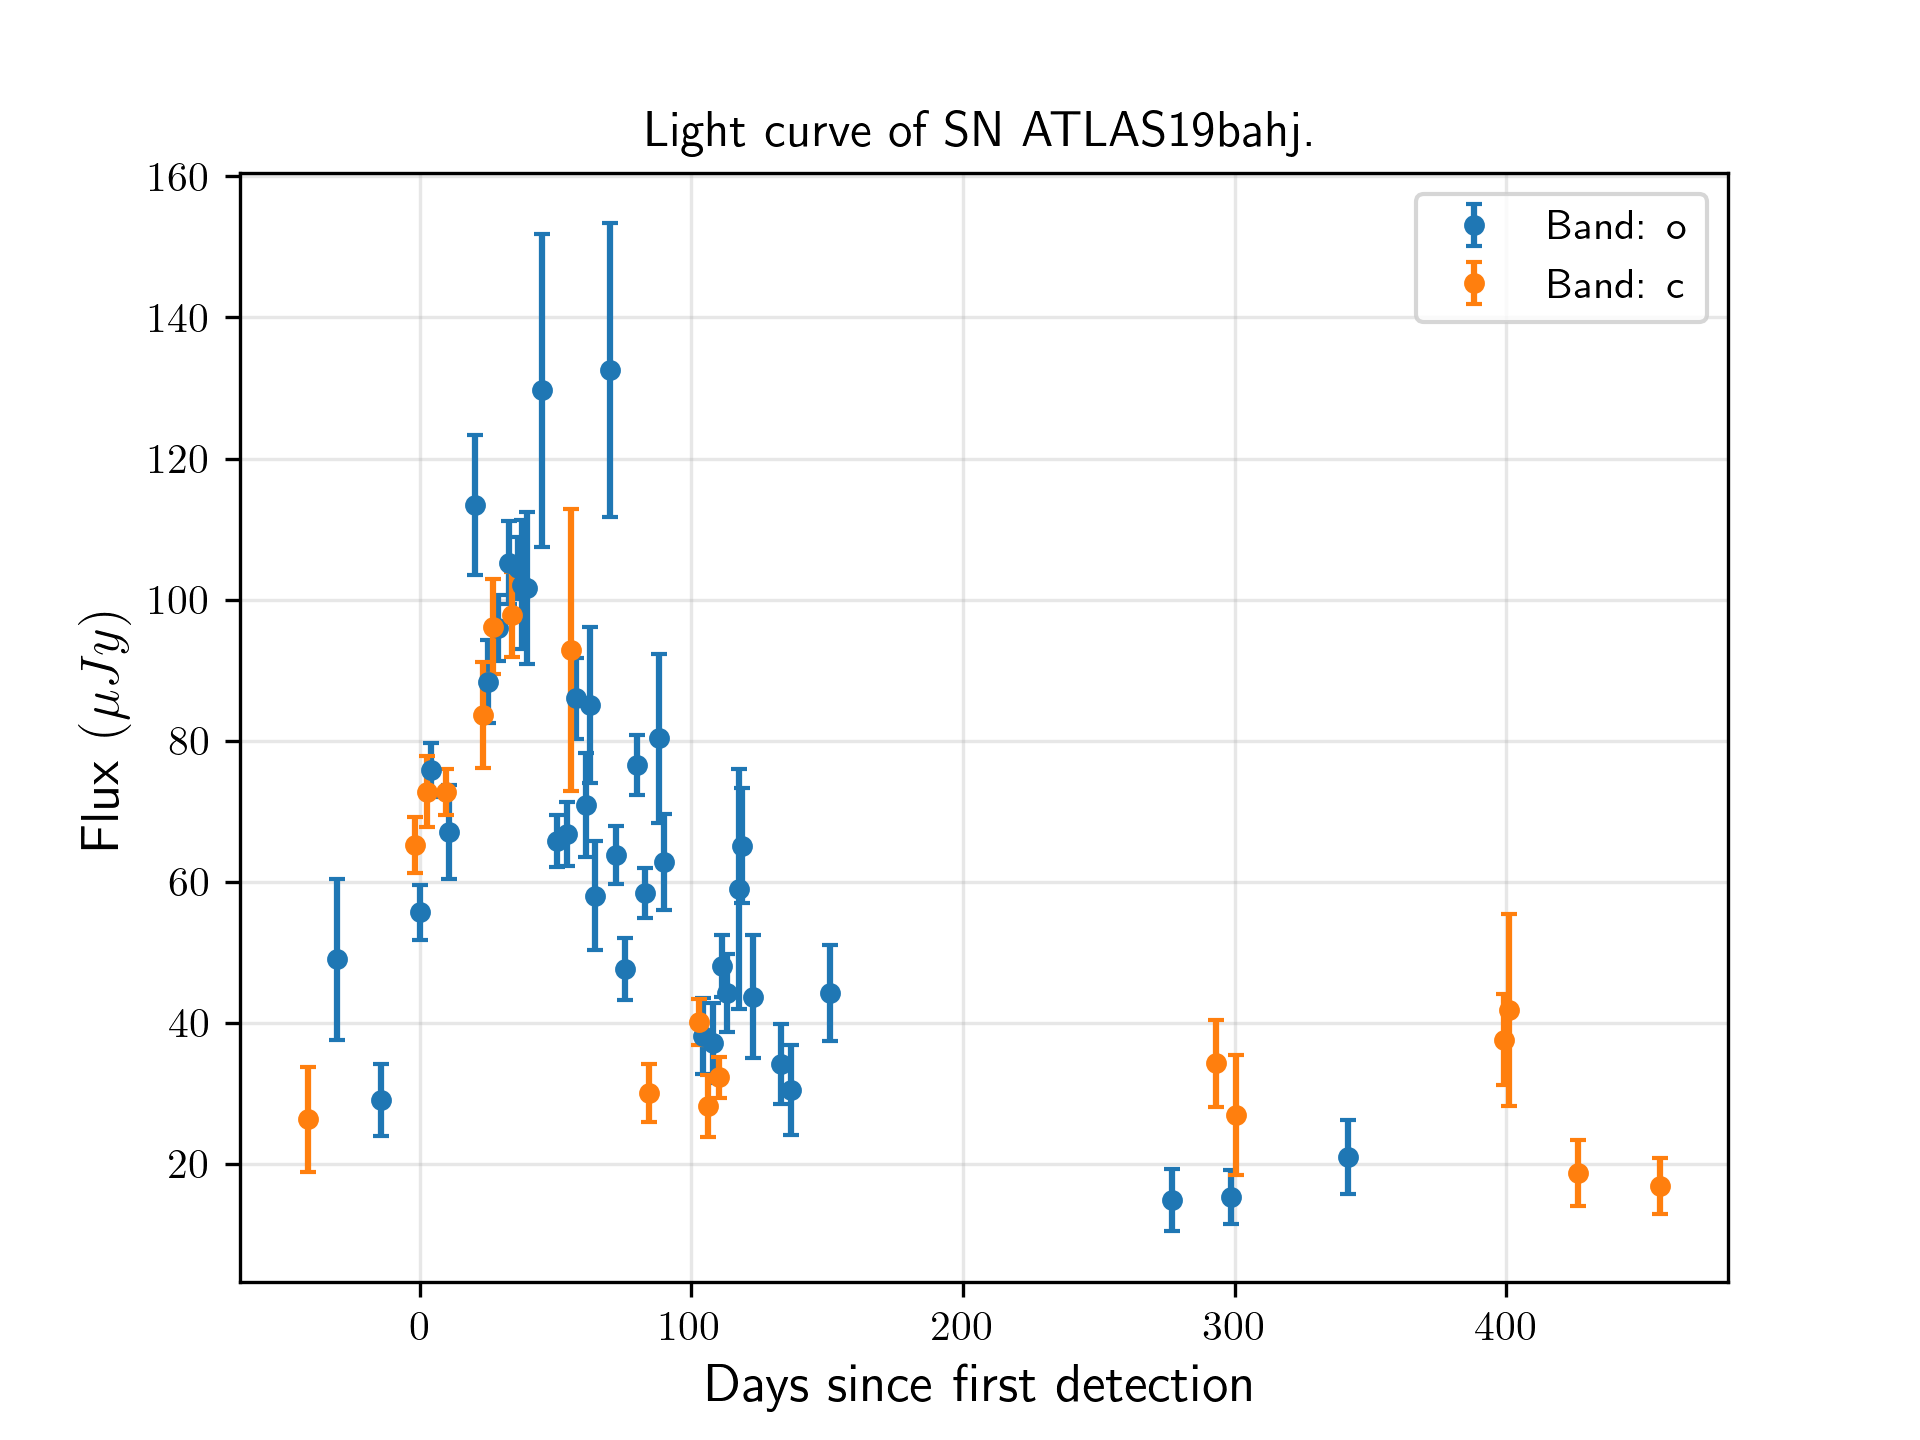 Light curve of SN ATLAS19bahj.
160
140
120
100
80
60
40
20
Flux (μJy)
Band: o
Band: c
0 100 200 300 400
Days since first detection